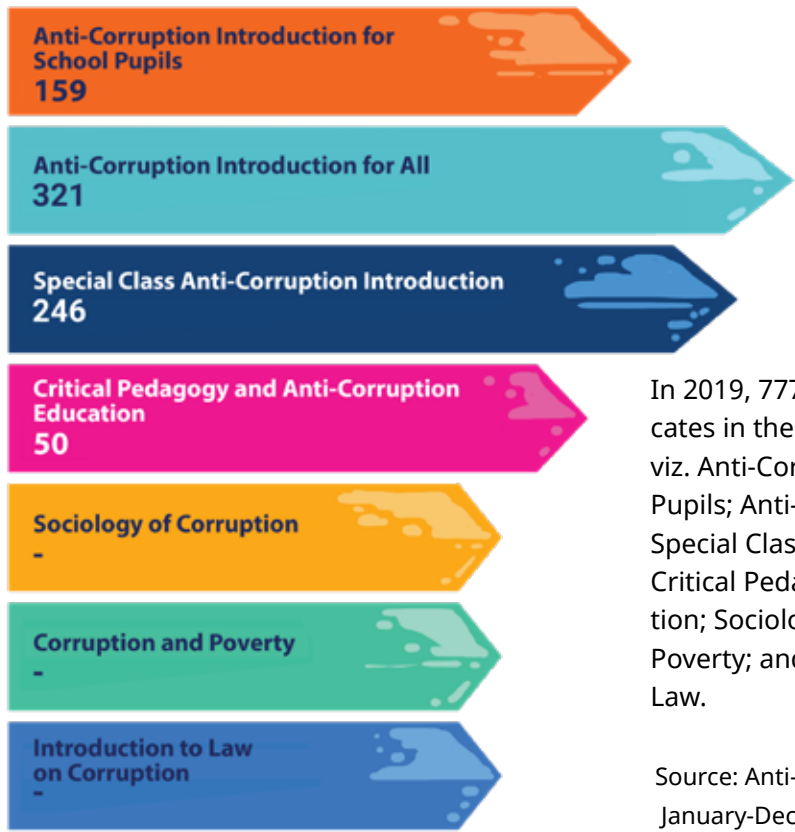 Anti-Corruption Introduction for
School Pupils
159
Anti-Corruption Introduction for All
321
Special Class Anti-Corruption Introduction
246
Critical Pedagogy and Anti-Corruption
Education
50
Sociology of Corruption
-
Corruption and Poverty
-
Introduction to Law
on Corruption
-
In 2019, 777
cates in the
viz. Anti-Cor
Pupils; Anti-
Special Clas
Critical Peda
tion; Sociolo
Poverty; and
Law.
Source: Anti-
January-Dec